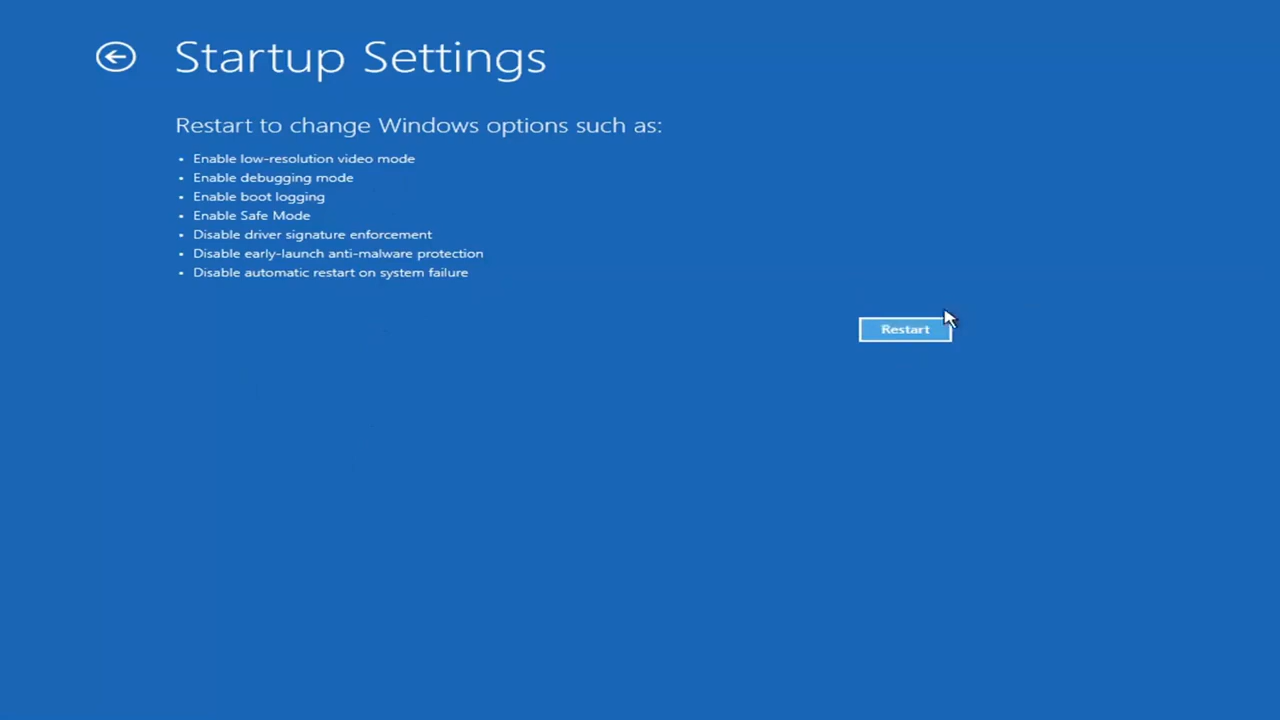 Startup Settings
Restart to change Windows options such as:
• Enable low-resolution video mode
• Enable debugging mode
• Enable boot logging
• Enable Safe Mode
• Disable driver signature enforcement
• Disable early-launch anti-malware protection
• Disable automatic restart on system failure
Restart